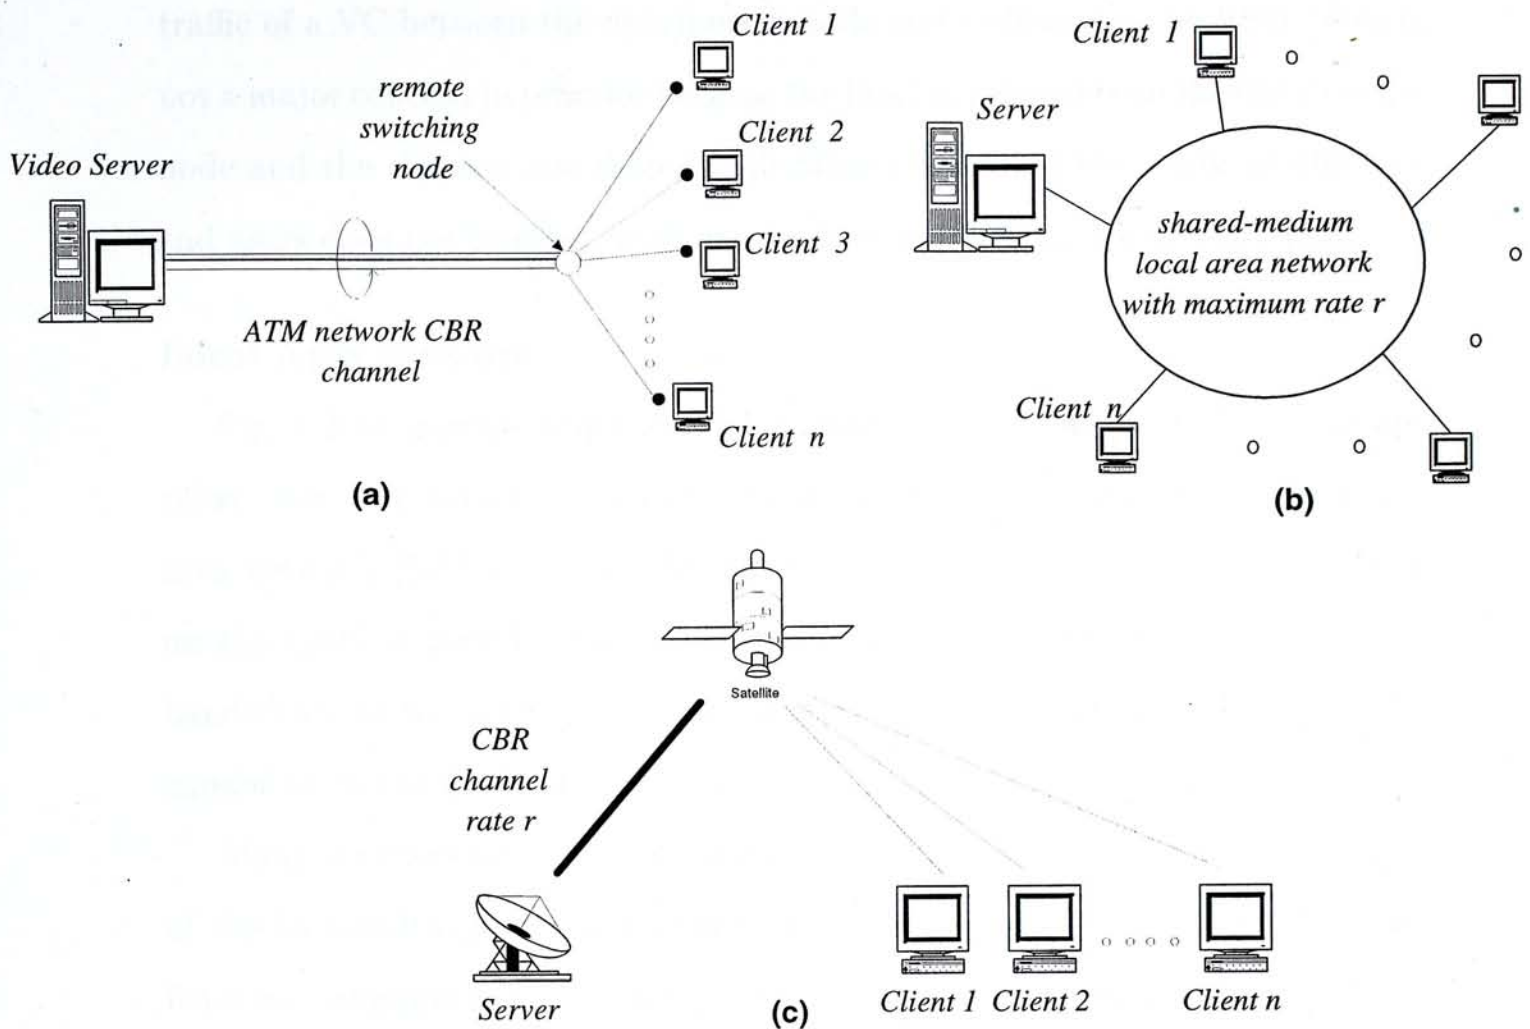 Client 1
remote
switching
node
Client 2
Video Server
Client 3
ATM network CBR
channel
Client n
(a)
Client 1
Server
shared-medium
local area network
with maximum rate r
Client n
(b)
Satellite
CBR
channel
rate r
Server
Client 1 Client 2
Client n
(c)